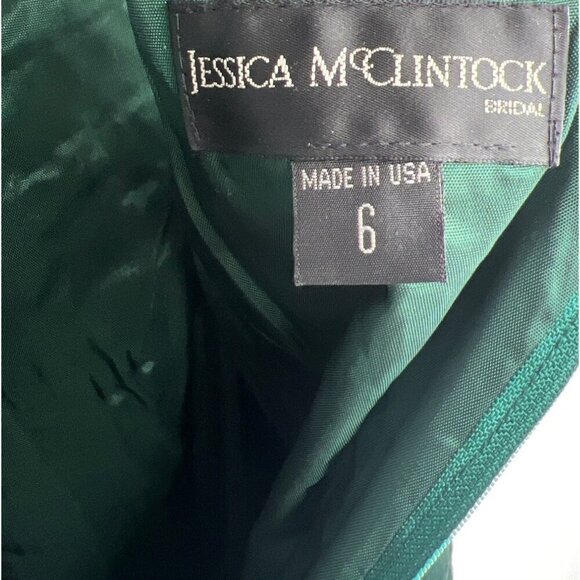 JESSICA MCCLINTOCK
BRIDAL
MADE IN USA
6